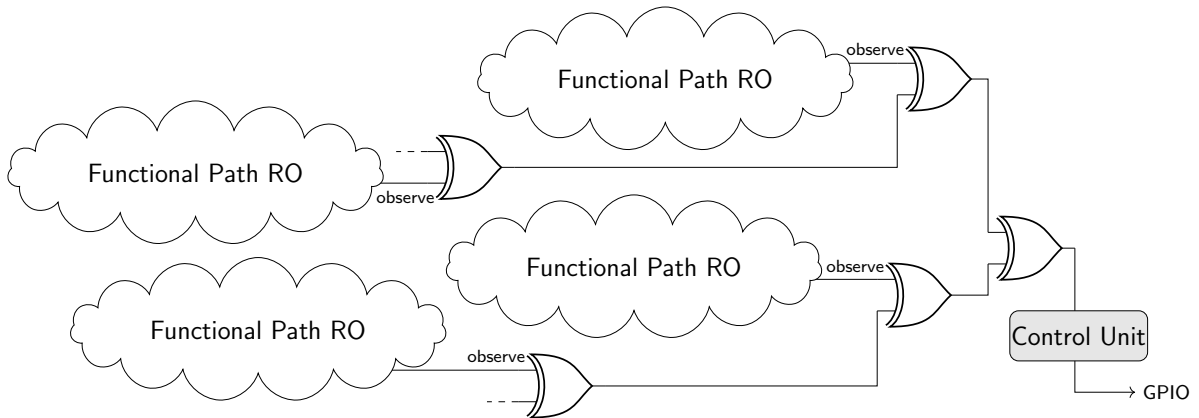 observe
Functional Path RO
Functional Path RO
observe
Functional Path RO
observe
Functional Path RO
observe
Control Unit
GPIO